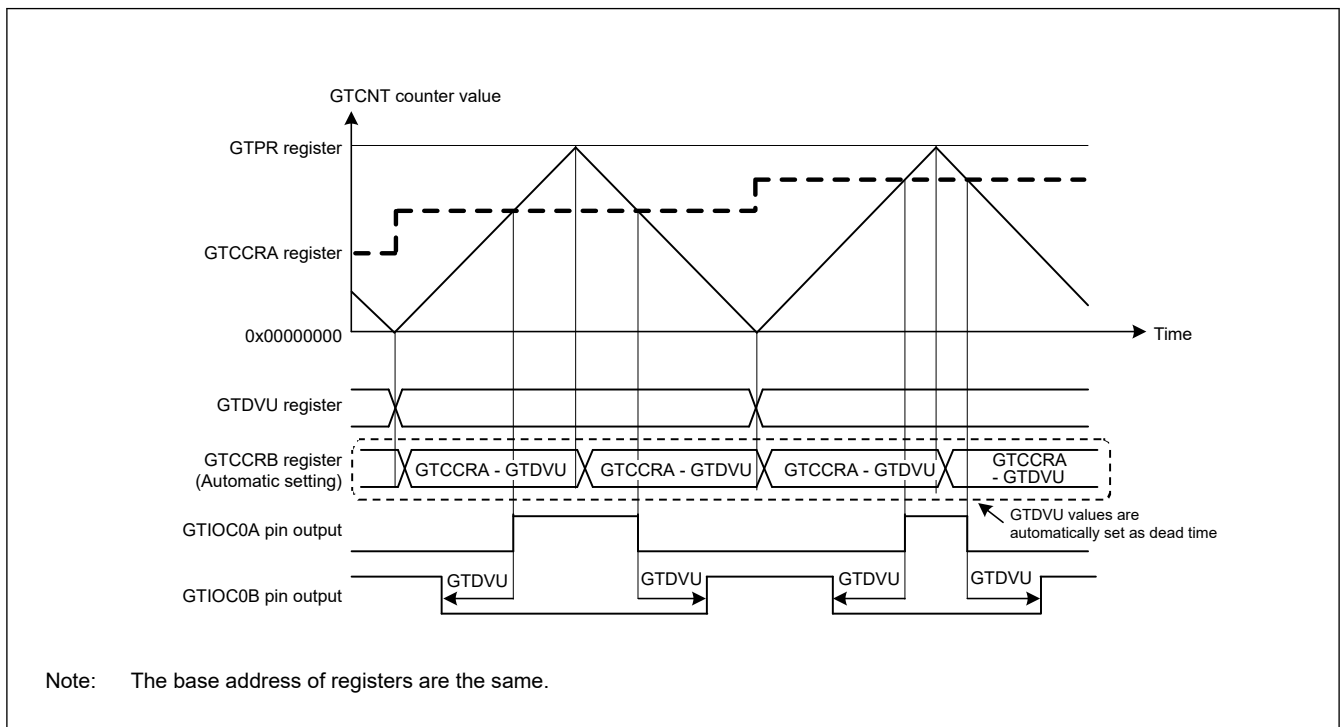 GTCNT counter value
GTPR register
GTCCRA register
0x00000000
Time
GTDVU register
GTCCRB register
(Automatic setting)
GTCCRA - GTDVU
GTCCRA - GTDVU
GTCCRA - GTDVU
GTCCRA
- GTDVU
GTDVU values are
automatically set as dead time
GTIOC0A pin output
GTIOC0B pin output
GTDVU
GTDVU
GTDVU
GTDVU
Note: The base address of registers are the same.